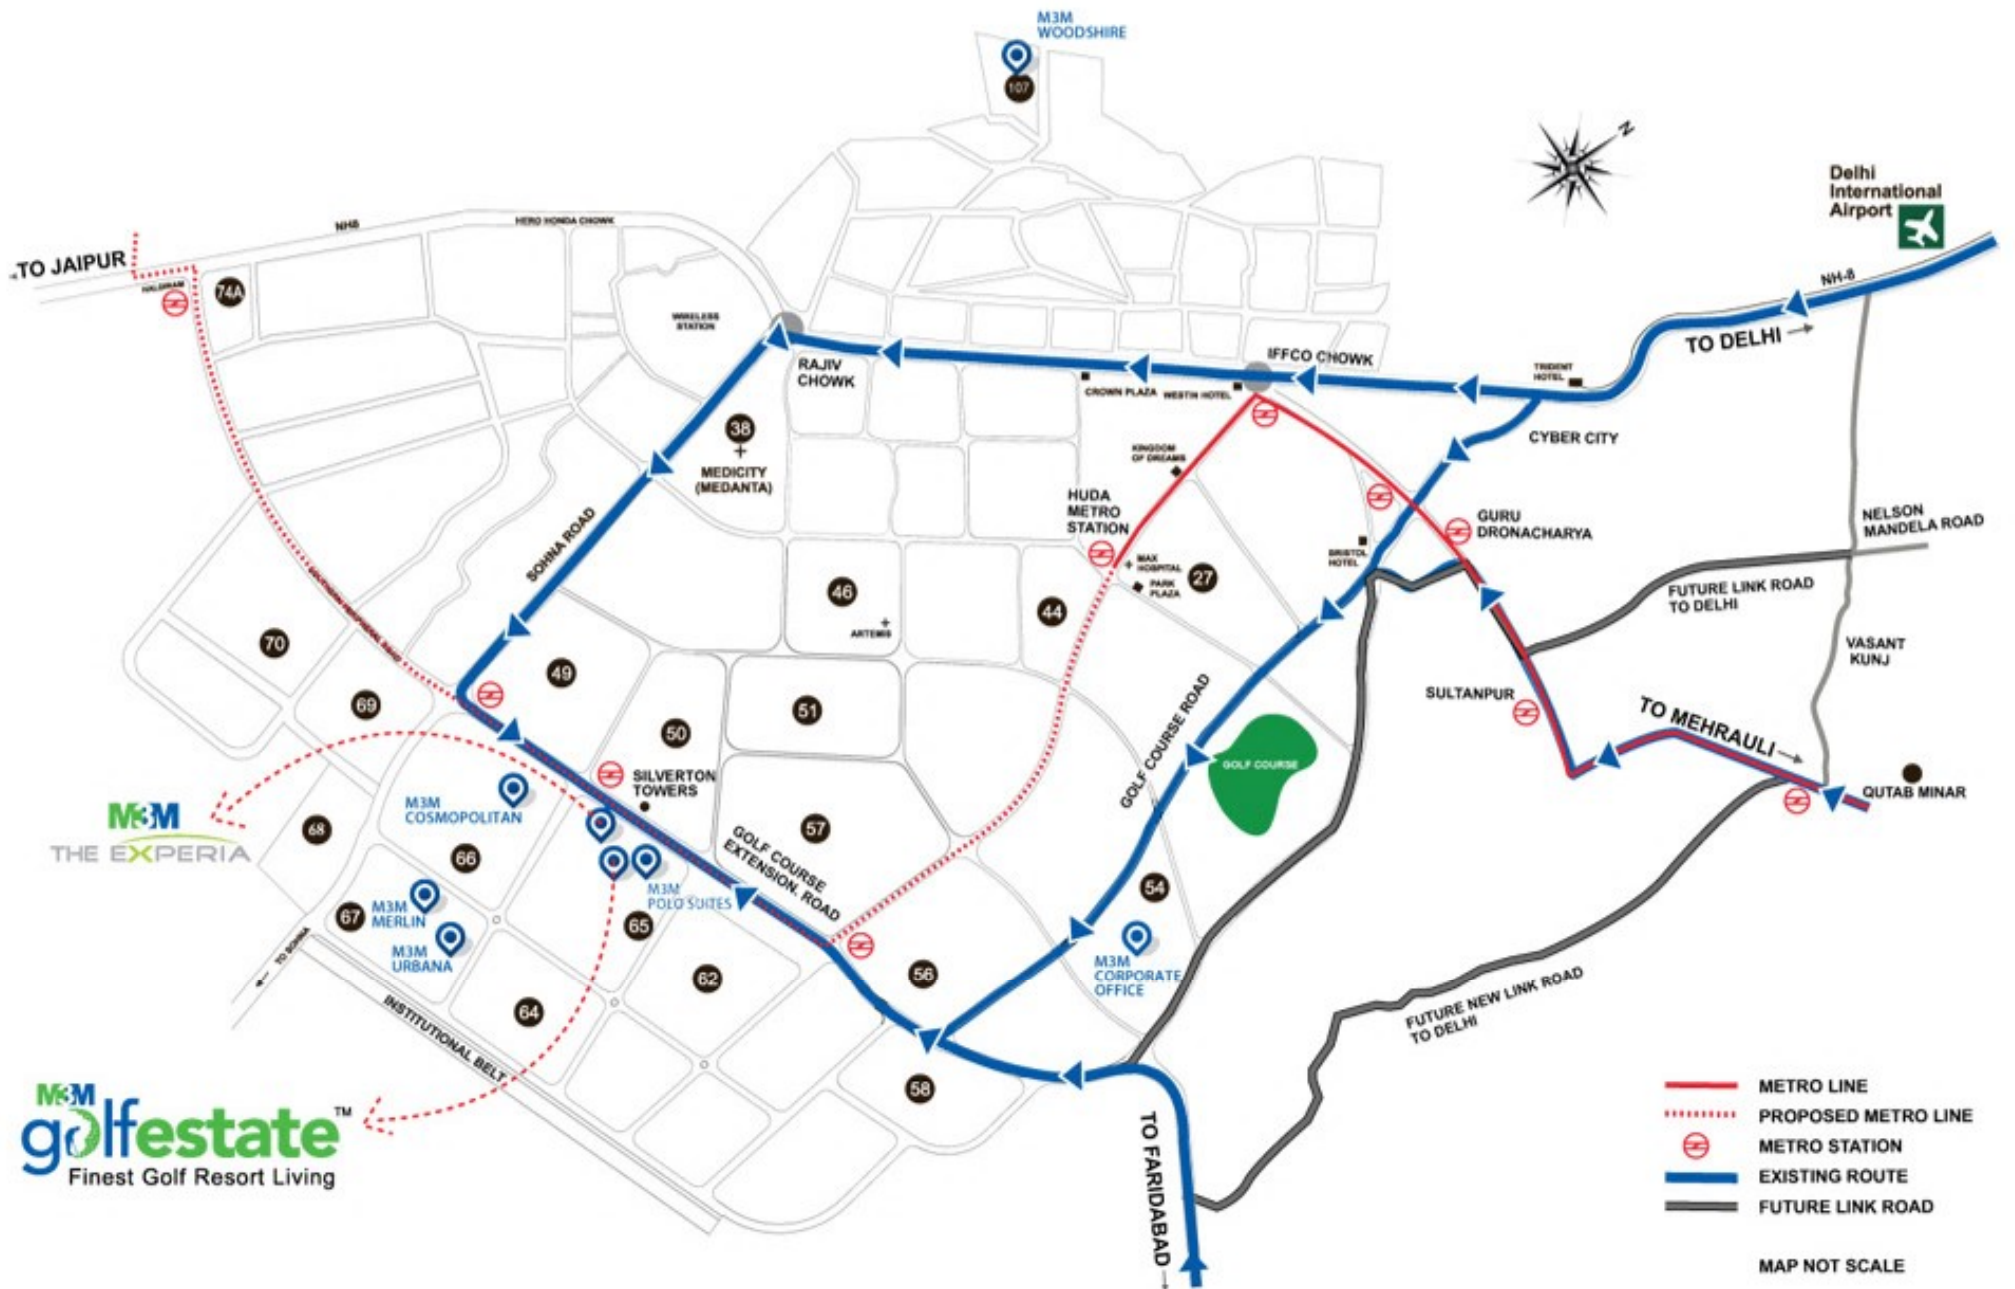 M3M
WOODSHIRE
107
N
Delhi
International
Airport
NH8
HERO HONDA CHOWK
TO JAIPUR
HALDIRAM
74A
WIRELESS
STATION
NH-8
TO DELHI
RAJIV
CHOWK
IFFCO CHOWK
TRIDENT
HOTEL
CROWN PLAZA
WESTIN HOTEL
38
MEDICITY
(MEDANTA)
CYBER CITY
KINGDOM
OF DREAMS
HUDA
METRO
STATION
GURU
DRONACHARYA
NELSON
MANDELA ROAD
SOHNA ROAD
BRISTOL
HOTEL
MAX
HOSPITAL
PARK
PLAZA
27
46
ARTEMIS
44
FUTURE LINK ROAD
TO DELHI
SOUTHERN PERIPHERAL ROAD
70
49
VASANT
KUNJ
69
51
50
SULTANPUR
TO MEHRAULI
GOLF COURSE ROAD
GOLF COURSE
SILVERTON
TOWERS
QUTAB MINAR
M3M
COSMOPOLITAN
M3M
THE EXPERIA
68
57
66
GOLF COURSE
EXTENSION. ROAD
M3M
POLO SUITES
54
M3M
MERLIN
67
65
M3M
URBANA
M3M
CORPORATE
OFFICE
TO SOHNA
56
62
64
INSTITUTIONAL BELT
FUTURE NEW LINK ROAD
TO DELHI
58
M3M
golfestate™
Finest Golf Resort Living
TO FARIDABAD
METRO LINE
PROPOSED METRO LINE
METRO STATION
EXISTING ROUTE
FUTURE LINK ROAD
MAP NOT SCALE